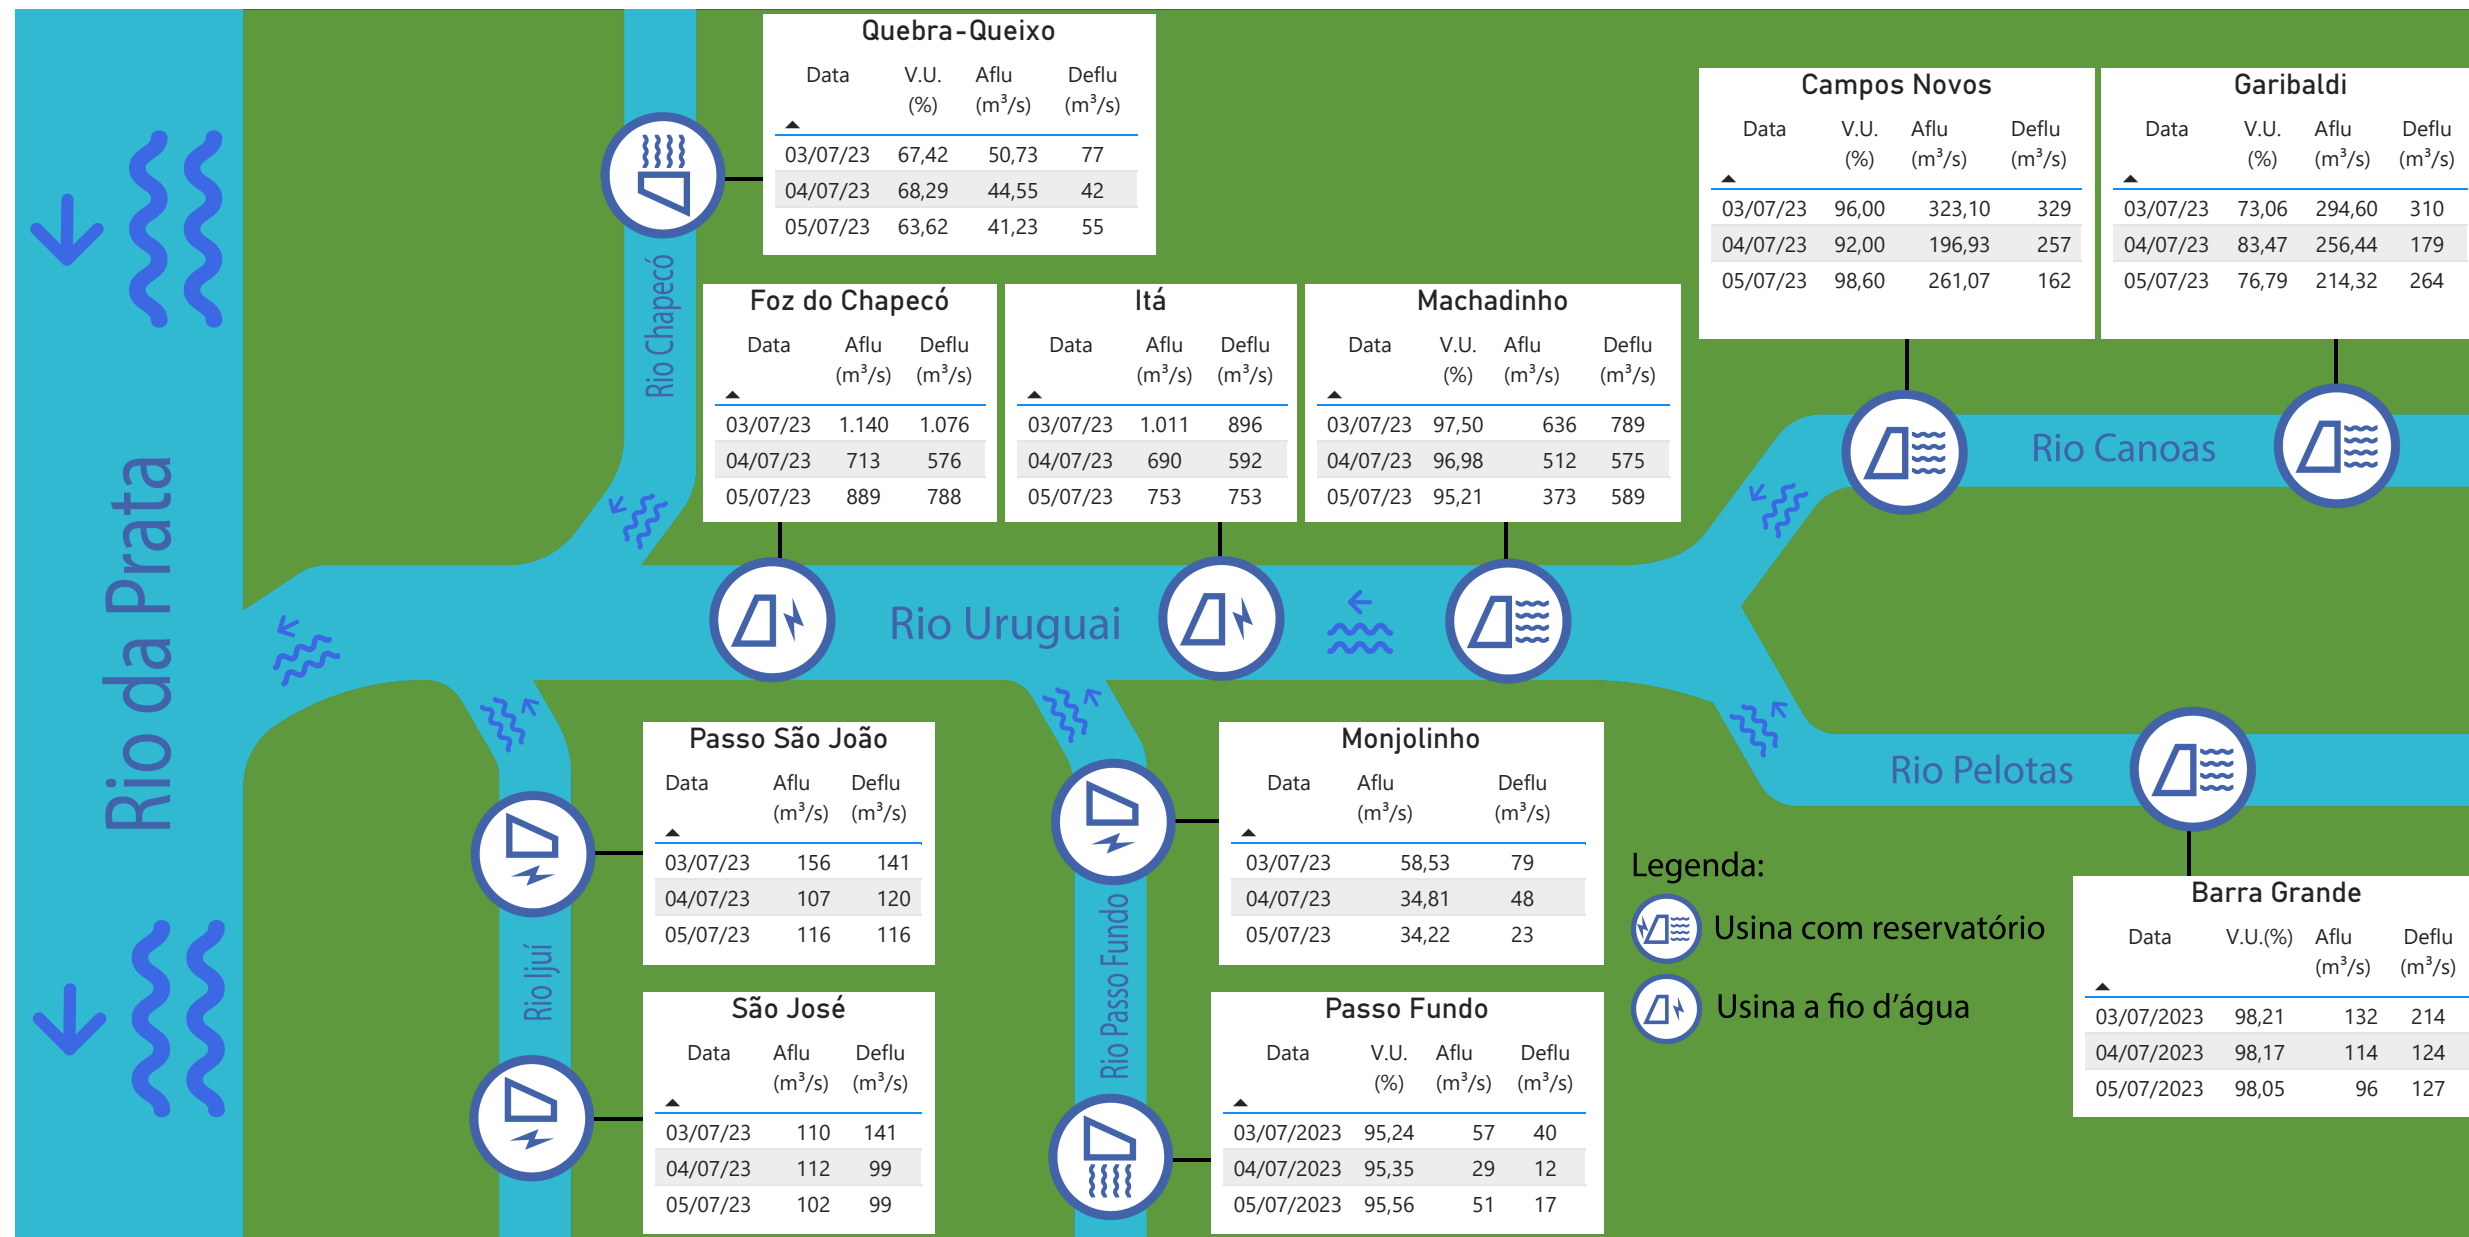 Quebra-Queixo
Data V.U. (%) Aflu (m³/s) Deflu (m³/s)
03/07/23 67,42 50,73 77
04/07/23 68,29 44,55 42
05/07/23 63,62 41,23 55
Campos Novos
Data V.U. (%) Aflu (m³/s) Deflu (m³/s)
03/07/23 96,00 323,10 329
04/07/23 92,00 196,93 257
05/07/23 98,60 261,07 162
Garibaldi
Data V.U. (%) Aflu (m³/s) Deflu (m³/s)
03/07/23 73,06 294,60 310
04/07/23 83,47 256,44 179
05/07/23 76,79 214,32 264
Rio Chapecó
Foz do Chapecó
Data Aflu (m³/s) Deflu (m³/s)
03/07/23 1.140 1.076
04/07/23 713 576
05/07/23 889 788
Itá
Data Aflu (m³/s) Deflu (m³/s)
03/07/23 1.011 896
04/07/23 690 592
05/07/23 753 753
Machadinho
Data V.U. (%) Aflu (m³/s) Deflu (m³/s)
03/07/23 97,50 636 789
04/07/23 96,98 512 575
05/07/23 95,21 373 589
Rio Canoas
Rio da Prata
Rio Uruguai
Rio Pelotas
Passo São João
Data Aflu (m³/s) Deflu (m³/s)
03/07/23 156 141
04/07/23 107 120
05/07/23 116 116
Monjolinho
Data Aflu (m³/s) Deflu (m³/s)
03/07/23 58,53 79
04/07/23 34,81 48
05/07/23 34,22 23
Legenda:
Usina com reservatório
Usina a fio d’água
Barra Grande
Data V.U.(%) Aflu (m³/s) Deflu (m³/s)
03/07/2023 98,21 132 214
04/07/2023 98,17 114 124
05/07/2023 98,05 96 127
Rio Ijuí
Rio Passo Fundo
São José
Data Aflu (m³/s) Deflu (m³/s)
03/07/23 110 141
04/07/23 112 99
05/07/23 102 99
Passo Fundo
Data V.U. (%) Aflu (m³/s) Deflu (m³/s)
03/07/2023 95,24 57 40
04/07/2023 95,35 29 12
05/07/2023 95,56 51 17